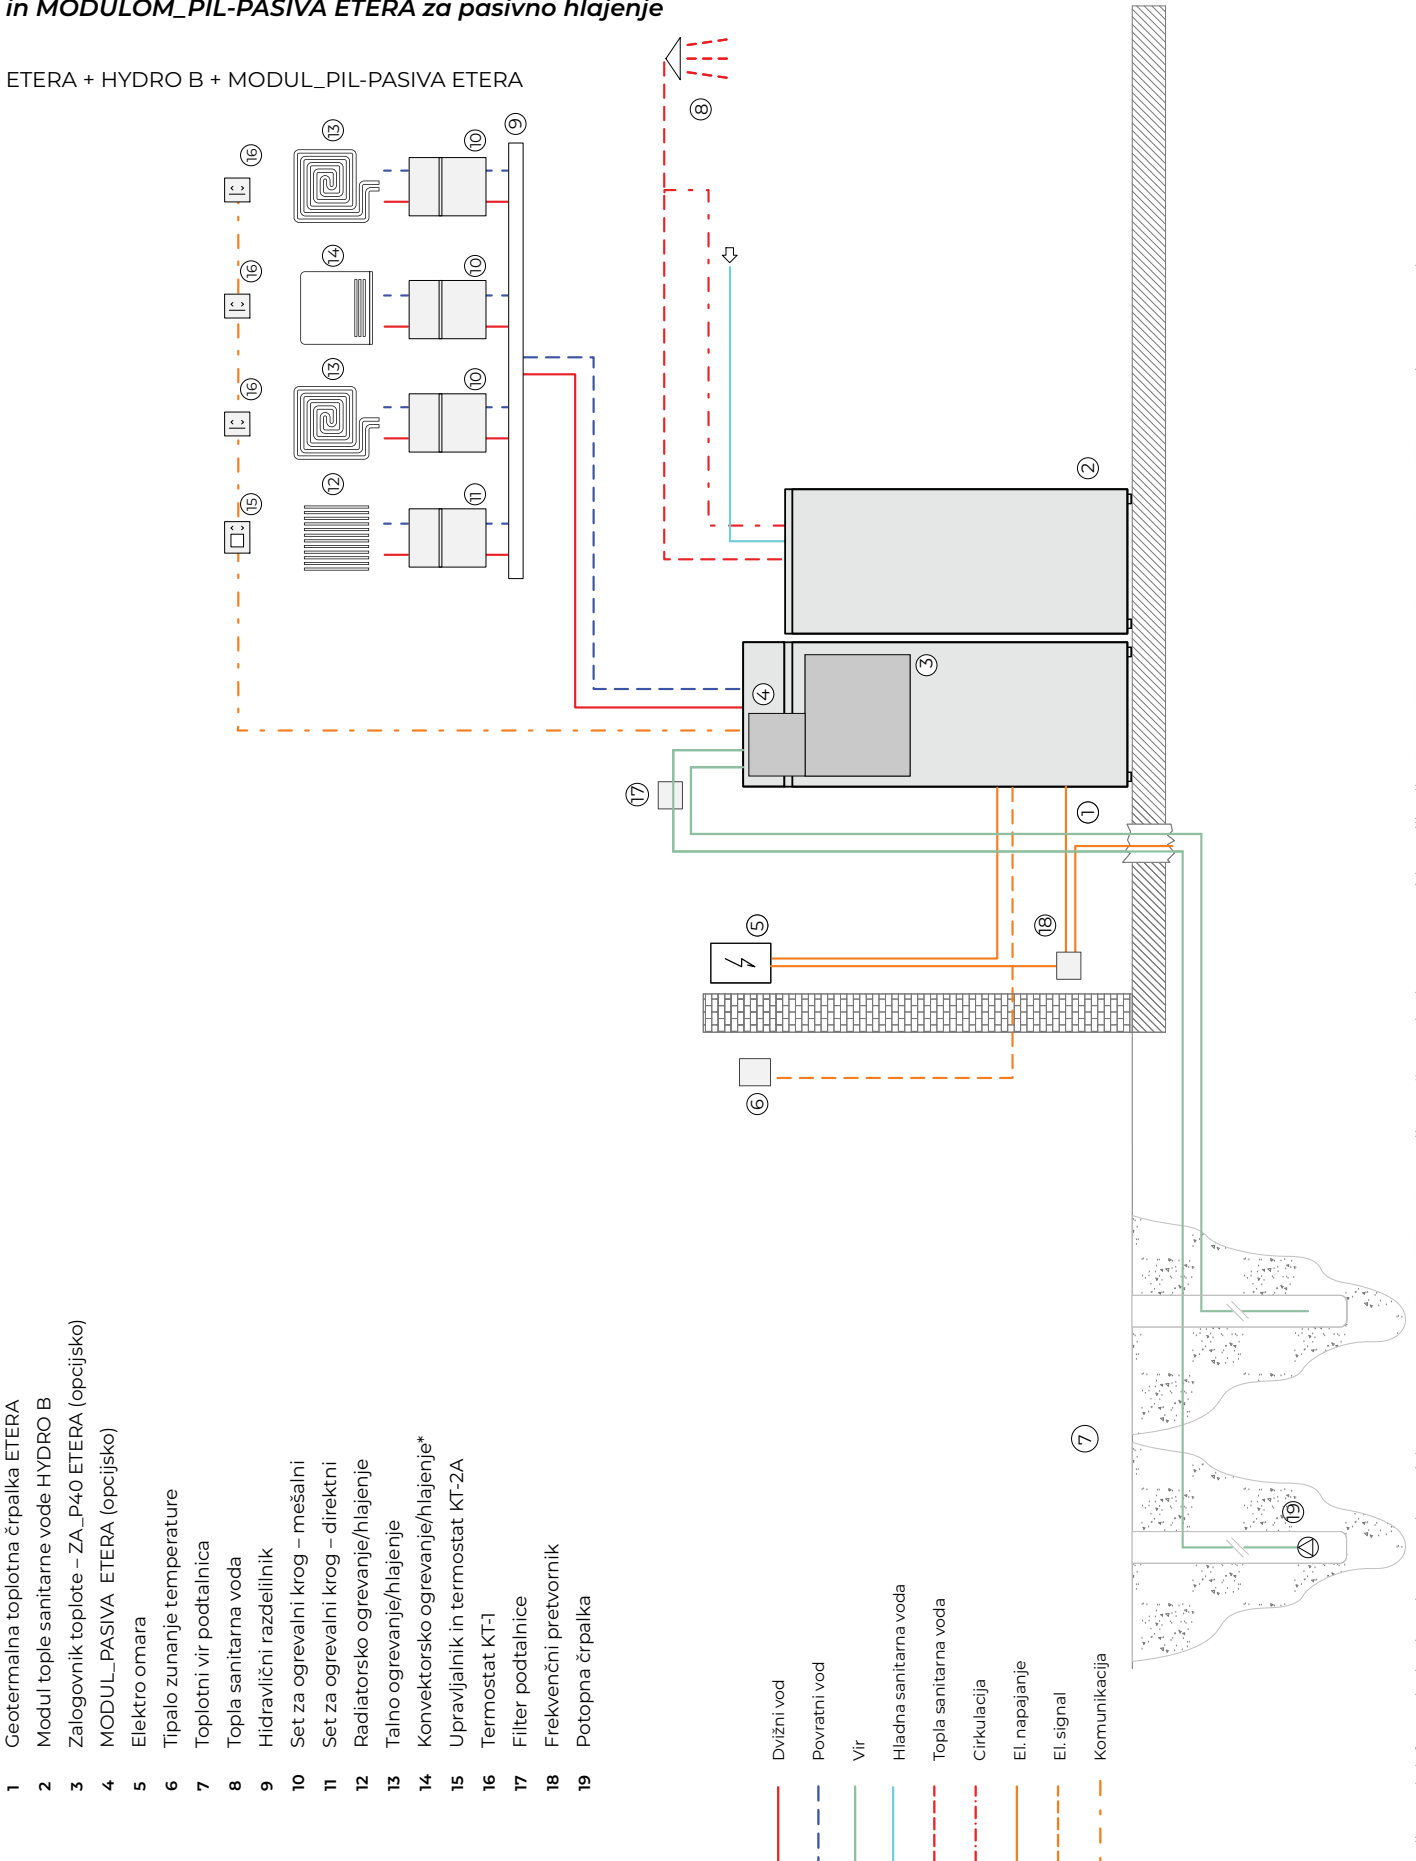 in MODULOM_PIL-PASIVA ETERA za pasivno hlajenje
ETERA + HYDRO B + MODUL_PIL-PASIVA ETERA
16
16
16
15
13
14
13
12
10
10
10
11
9
8
17
4
3
2
1
5
18
6
7
19
1 Geotermalna toplotna črpalka ETERA
2 Modul tople sanitarne vode HYDRO B
3 Zalogovnik toplote – ZA_P40 ETERA (opcijsko)
4 MODUL_PASIVA ETERA (opcijsko)
5 Elektro omara
6 Tipalo zunanje temperature
7 Toplotni vir podtalnica
8 Topla sanitarna voda
9 Hidravlični razdelilnik
10 Set za ogrevalni krog – mešalni
11 Set za ogrevalni krog – direktni
12 Radiatorsko ogrevanje/hlajenje
13 Talno ogrevanje/hlajenje
14 Konvektorsko ogrevanje/hlajenje*
15 Upravljalnik in termostat KT-2A
16 Termostat KT-1
17 Filter podtalnice
18 Frekvenčni pretvornik
19 Potopna črpalka
Dvižni vod
Povratni vod
Vir
Hladna sanitarna voda
Topla sanitarna voda
Cirkulacija
El. napajanje
El. signal
Komunikacija